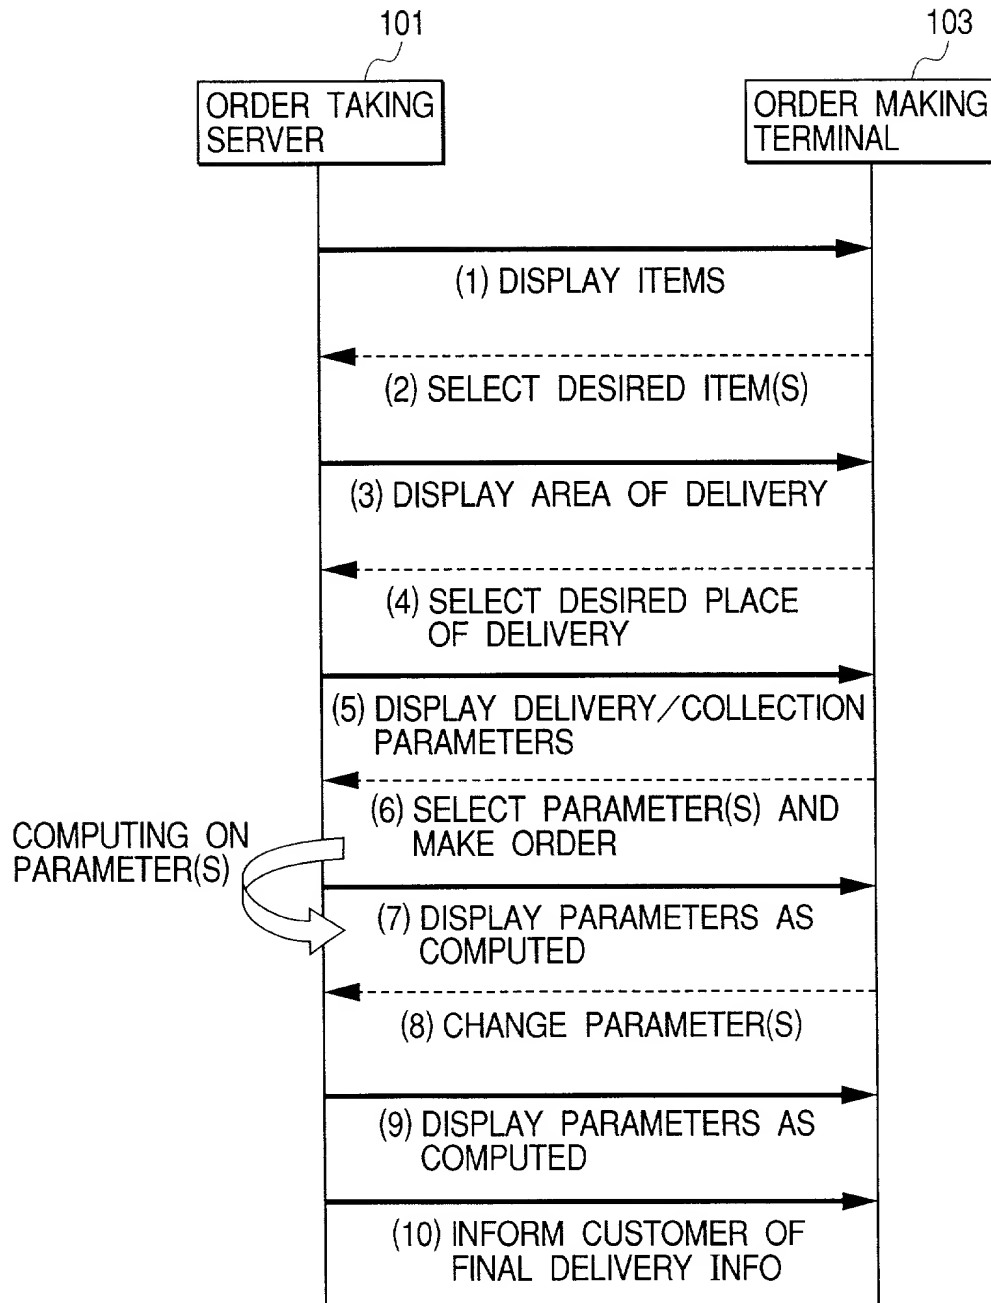 101
103
ORDER TAKING
SERVER
ORDER MAKING
TERMINAL
(1) DISPLAY ITEMS
(2) SELECT DESIRED ITEM(S)
(3) DISPLAY AREA OF DELIVERY
(4) SELECT DESIRED PLACE
OF DELIVERY
(5) DISPLAY DELIVERY/COLLECTION
PARAMETERS
(6) SELECT PARAMETER(S) AND
MAKE ORDER
COMPUTING ON
PARAMETER(S)
(7) DISPLAY PARAMETERS AS
COMPUTED
(8) CHANGE PARAMETER(S)
(9) DISPLAY PARAMETERS AS
COMPUTED
(10) INFORM CUSTOMER OF
FINAL DELIVERY INFO